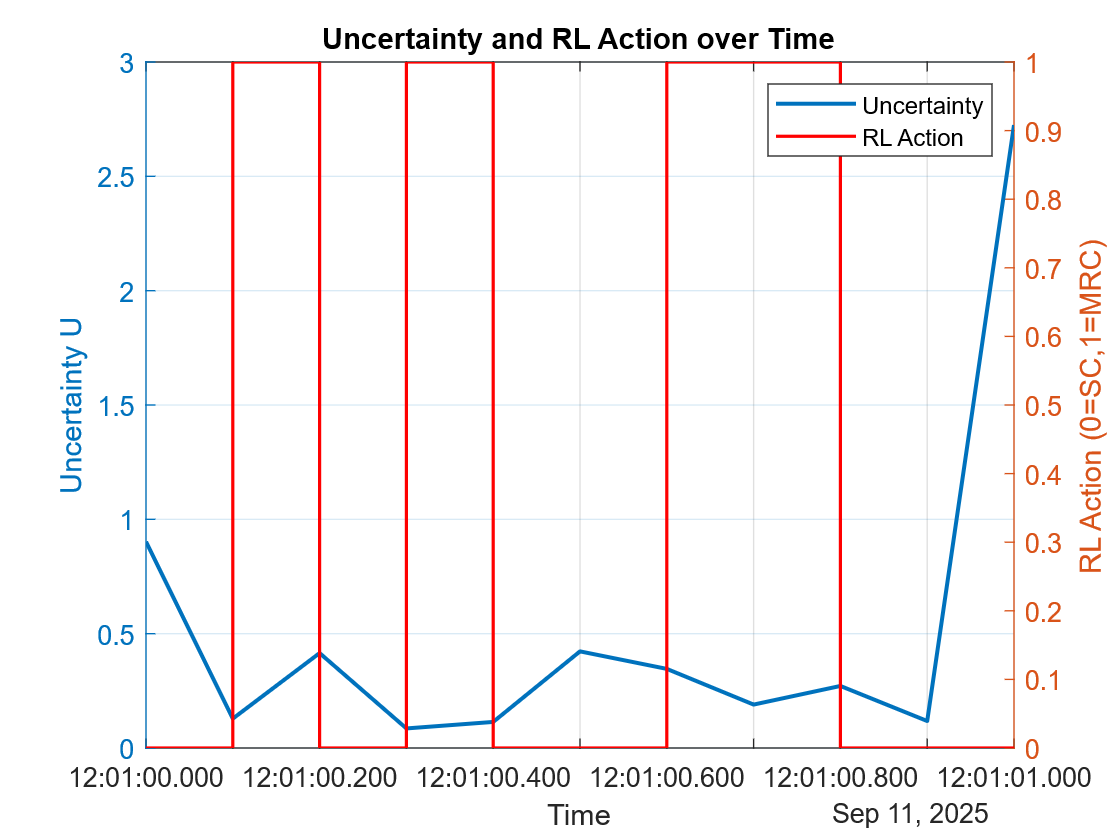 Uncertainty and RL Action over Time
Uncertainty
RL Action
3
2.5
2
1.5
1
0.5
0
Uncertainty U
1
0.9
0.8
0.7
0.6
0.5
0.4
0.3
0.2
0.1
0
RL Action (0=SC,1=MRC)
12:01:00.000 12:01:00.200 12:01:00.400 12:01:00.600 12:01:00.800 12:01:01.000
Time
Sep 11, 2025